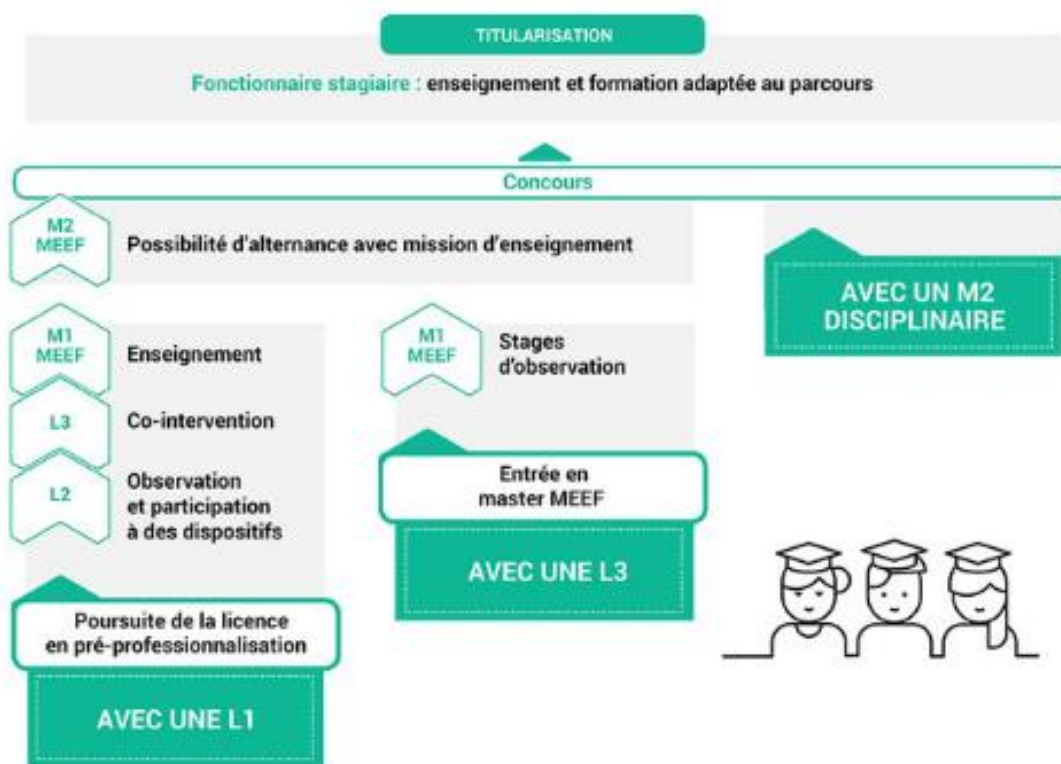 TITULARISATION
Fonctionnaire stagiaire : enseignement et formation adaptée au parcours
Concours
M2
MEEF
Possibilité d'alternance avec mission d'enseignement
AVEC UN M2
DISCIPLINAIRE
M1
MEEF
Enseignement
L3
Co-intervention
L2
Observation
et participation
à des dispositifs
Poursuite de la licence
en pré-professionnalisation
AVEC UNE L1
M1
MEEF
Stages
d'observation
Entrée en
master MEEF
AVEC UNE L3